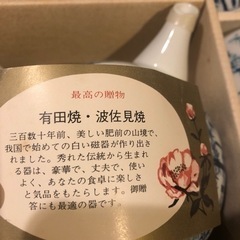 最高の贈物
有田焼・波佐見焼
三百数十年前、美しい肥前の山境で、
我国で始めての白い磁器が作り出さ
れました。秀れた伝統から生まれ
る器は、豪華で、丈夫で、使い
よく、あなたの食卓に楽しさ
と気品をもたらします。御贈
答にも最適の器です。